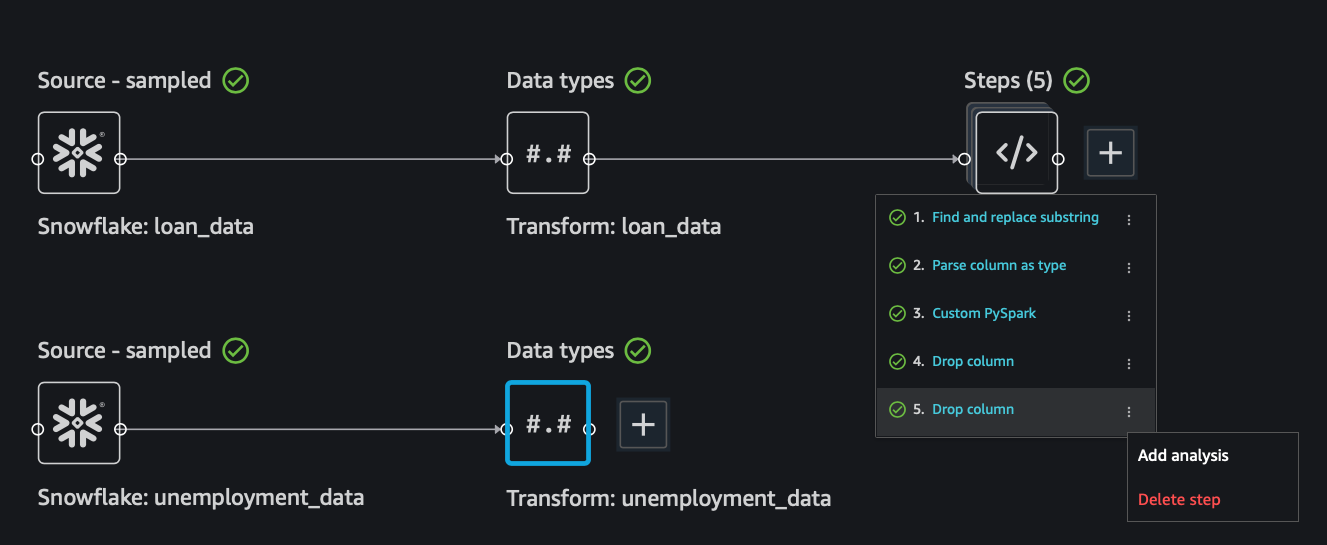 Source - sampled
Data types
Steps (5)
#.#
</>
+
Snowflake: loan_data
Transform: loan_data
1. Find and replace substring
2. Parse column as type
3. Custom PySpark
4. Drop column
5. Drop column
Add analysis
Delete step
Source - sampled
Data types
®
#.#
+
Snowflake: unemployment_data
Transform: unemployment_data